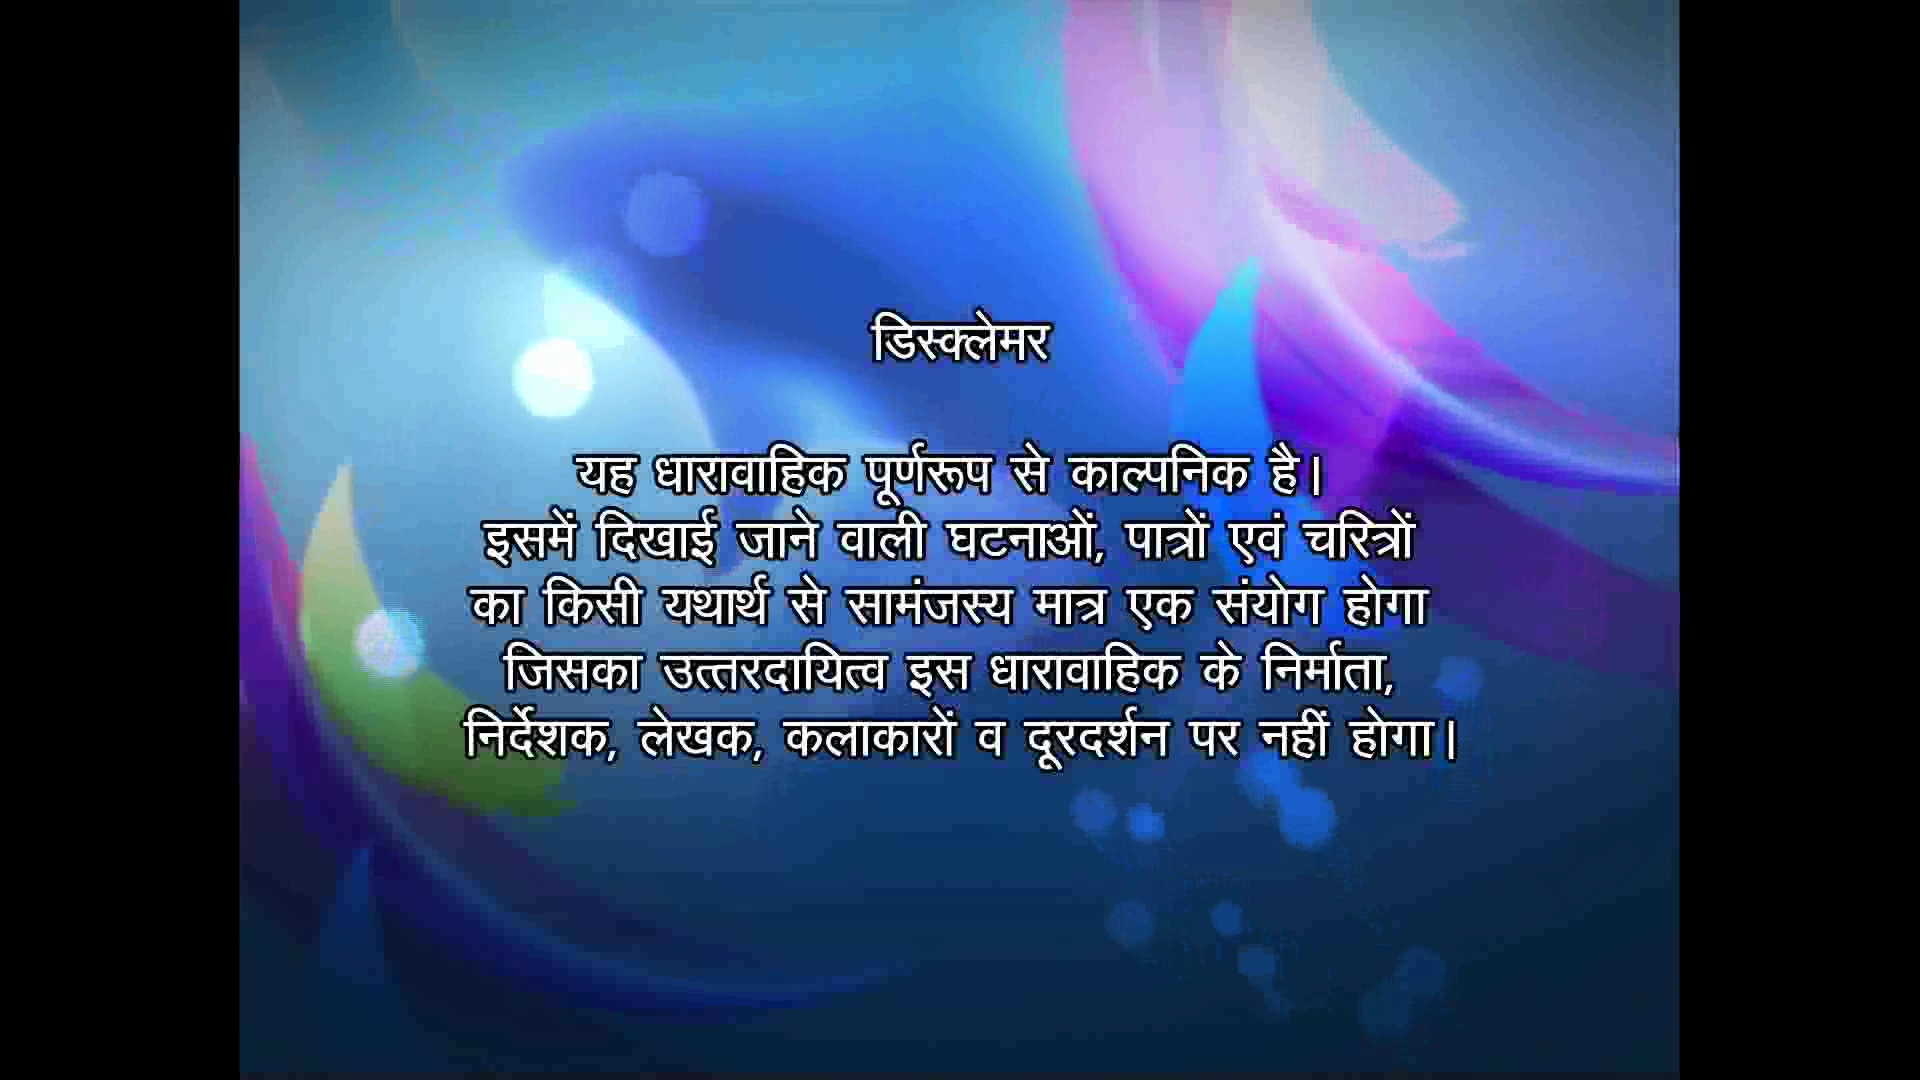 डिस्क्लेमर
यह धारावाहिक पूर्णरूप से काल्पनिक है।
इसमें दिखाई जाने वाली घटनाओं, पात्रों एवं चरित्रों
का किसी यथार्थ से सामंजस्य मात्र एक संयोग होगा
जिसका उत्तरदायित्व इस धारावाहिक के निर्माता,
निर्देशक, लेखक, कलाकारों व दूरदर्शन पर नहीं होगा।